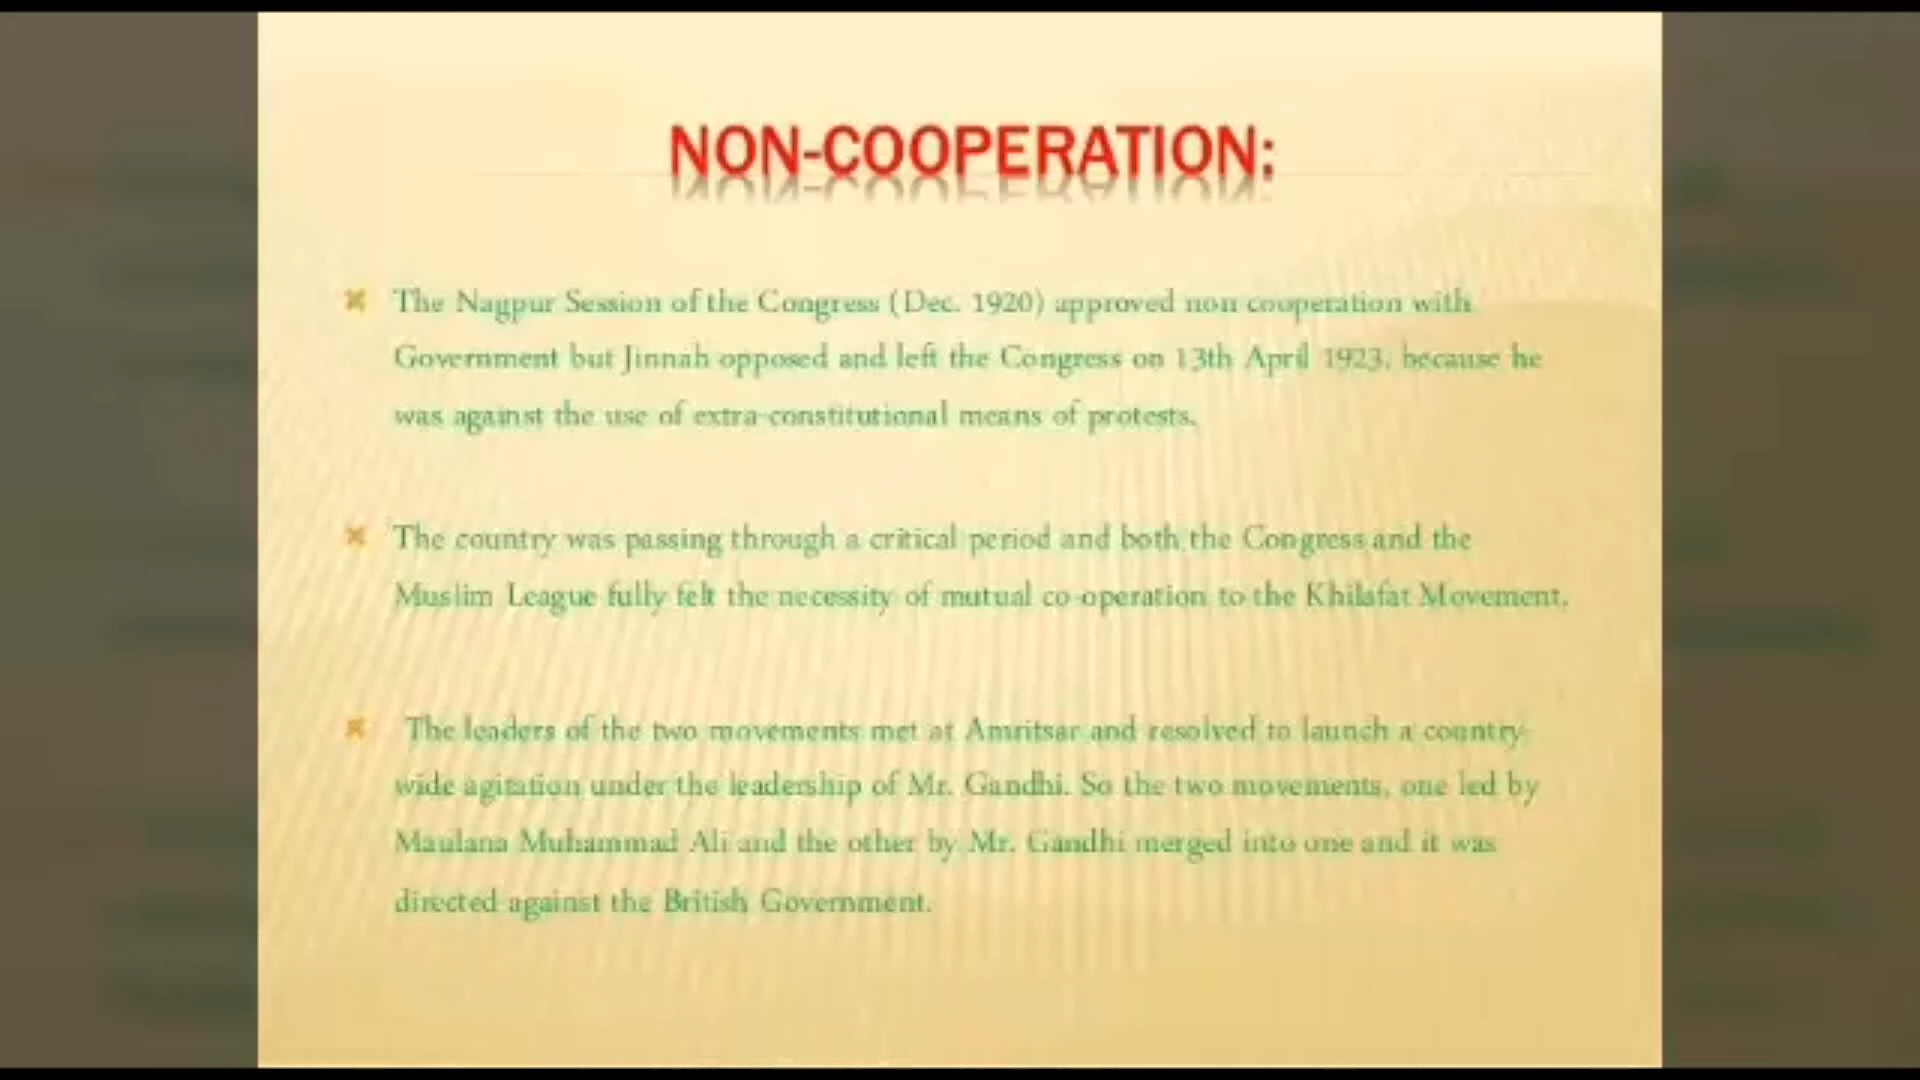 NON-COOPERATION:
The Nagpur Session of the Congress (Dec. 1920) approved non cooperation with
Government but Jinnah opposed and left the Congress on 13th April 1923, because he
was against the use of extra-constitutional means of protests.
The country was passing through a critical period and both the Congress and the
Muslim League fully felt the necessity of mutual co-operation to the Khilafat Movement.
The leaders of the two movements met at Amritsar and resolved to launch a country-
wide agitation under the leadership of Mr. Gandhi. So the two movements, one led by
Maulana Muhammad Ali and the other by Mr. Gandhi merged into one and it was
directed against the British Government.